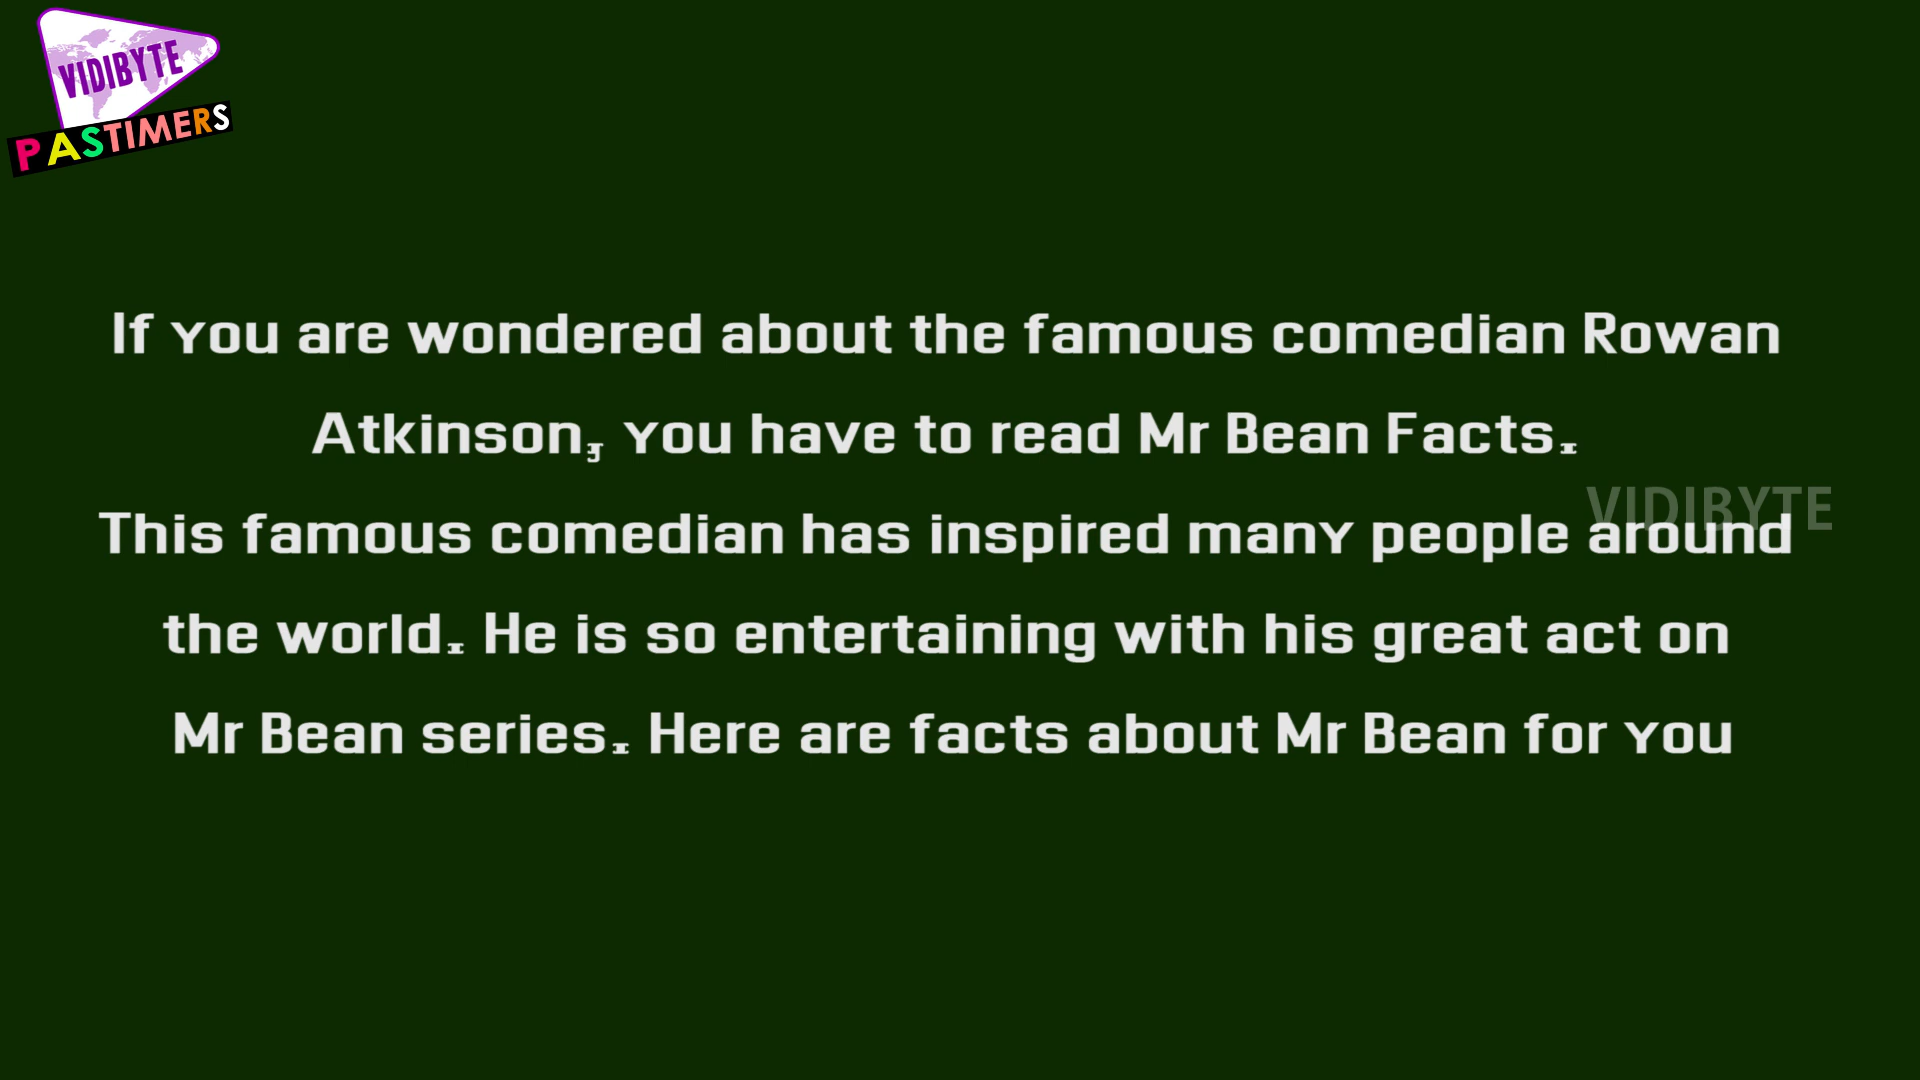 VIDIBYTE
PASTIMERS
If you are wondered about the famous comedian Rowan
Atkinson, you have to read Mr Bean Facts.
VIDIBYTE
This famous comedian has inspired many people around
the world. He is so entertaining with his great act on
Mr Bean series. Here are facts about Mr Bean for you